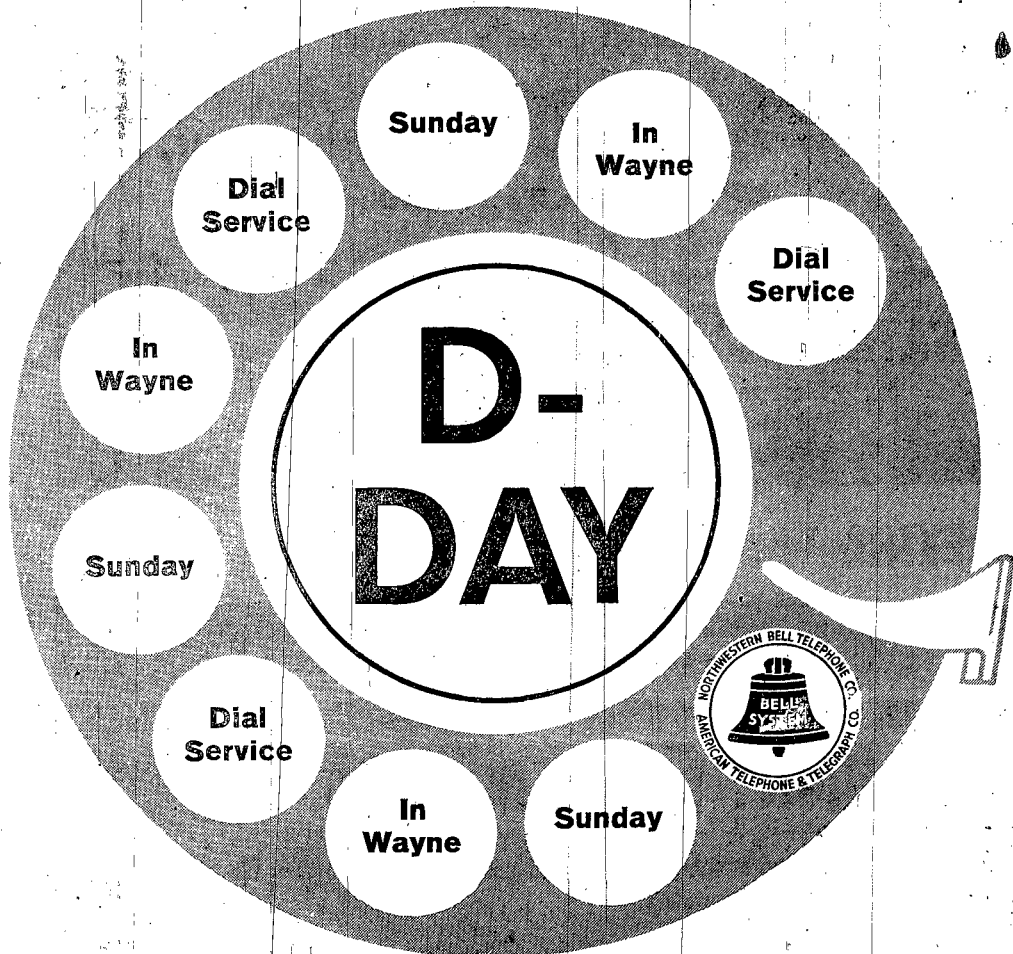 Sunday
In
Wayne
Dial
Service
Dial
Service
In
Wayne
Sunday
Dial
Service
In
Wayne
Sunday
D-
DAY
NORTHWESTERN BELL TELEPHONE CO.
AMERICAN TELEPHONE & TELEGRAPH CO.
BELL
SYSTEM